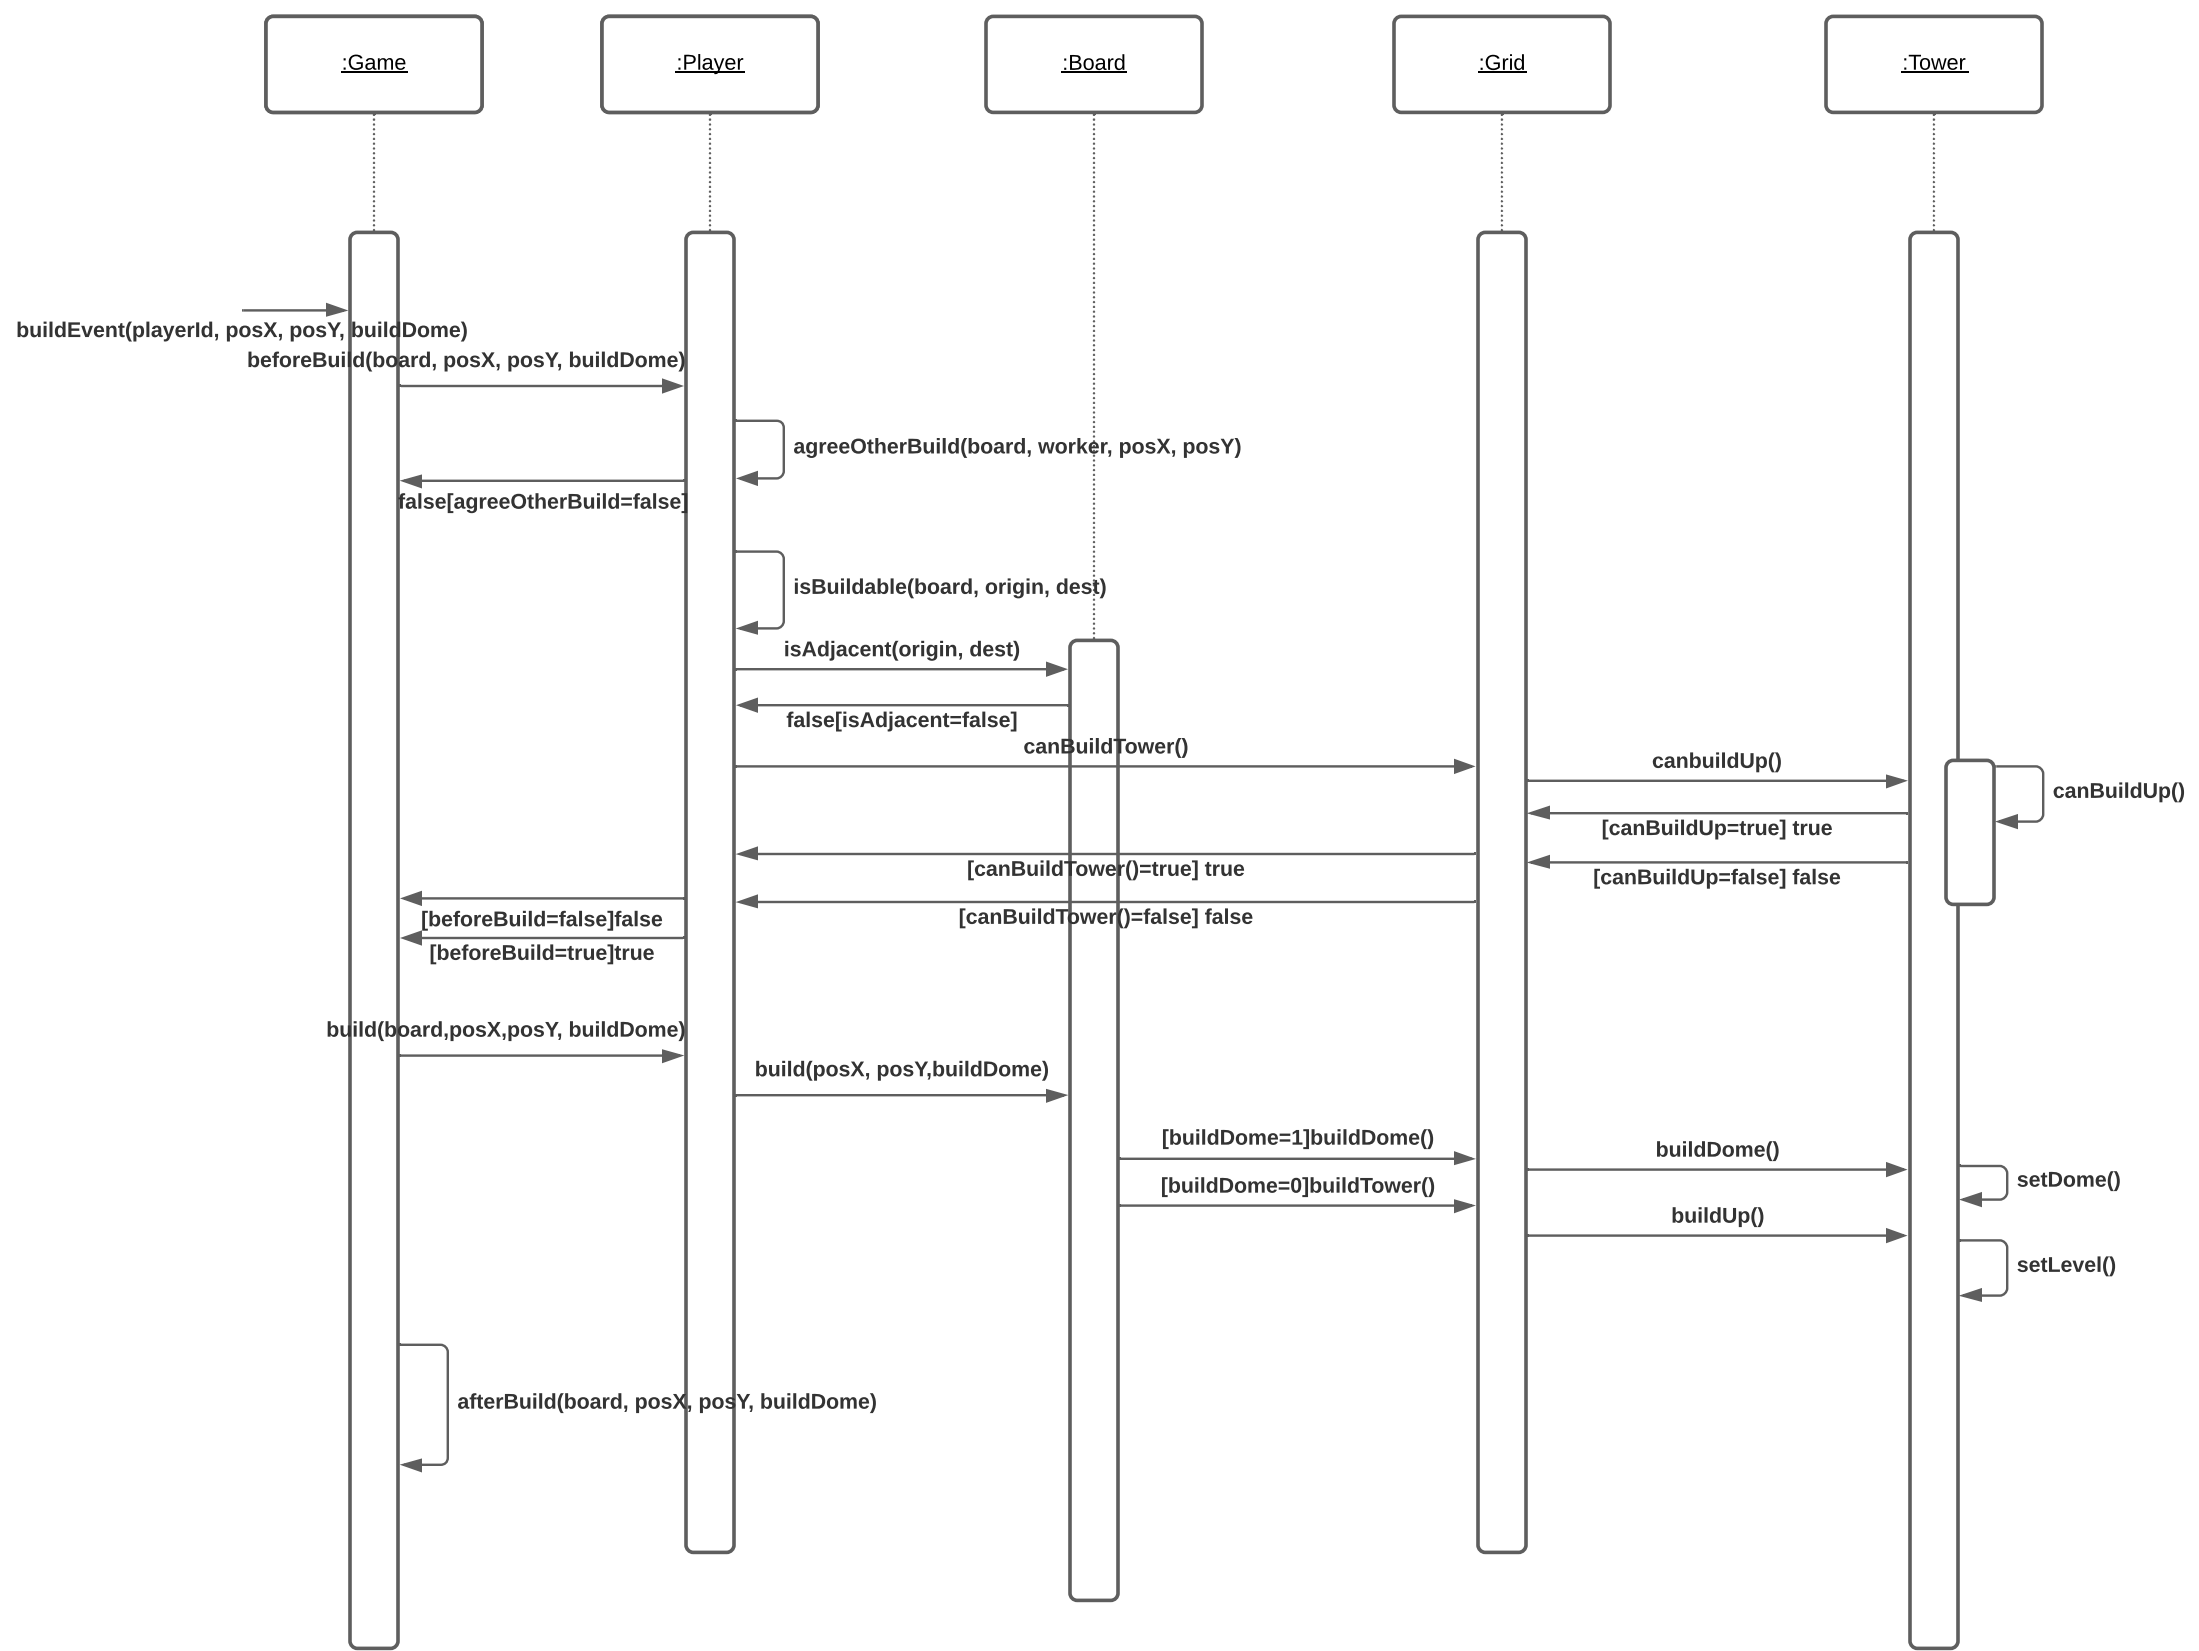 :Game
:Player
:Board
:Grid
:Tower
buildEvent(playerId, posX, posY, buildDome)
beforeBuild(board, posX, posY, buildDome)
agreeOtherBuild(board, worker, posX, posY)
false[agreeOtherBuild=false]
isBuildable(board, origin, dest)
isAdjacent(origin, dest)
false[isAdjacent=false]
canBuildTower()
canbuildUp()
canBuildUp()
[canBuildUp=true] true
[canBuildTower()=true] true
[canBuildUp=false] false
[beforeBuild=false]false
[canBuildTower()=false] false
[beforeBuild=true]true
build(board,posX,posY, buildDome)
build(posX, posY,buildDome)
[buildDome=1]buildDome()
buildDome()
setDome()
[buildDome=0]buildTower()
buildUp()
setLevel()
afterBuild(board, posX, posY, buildDome)